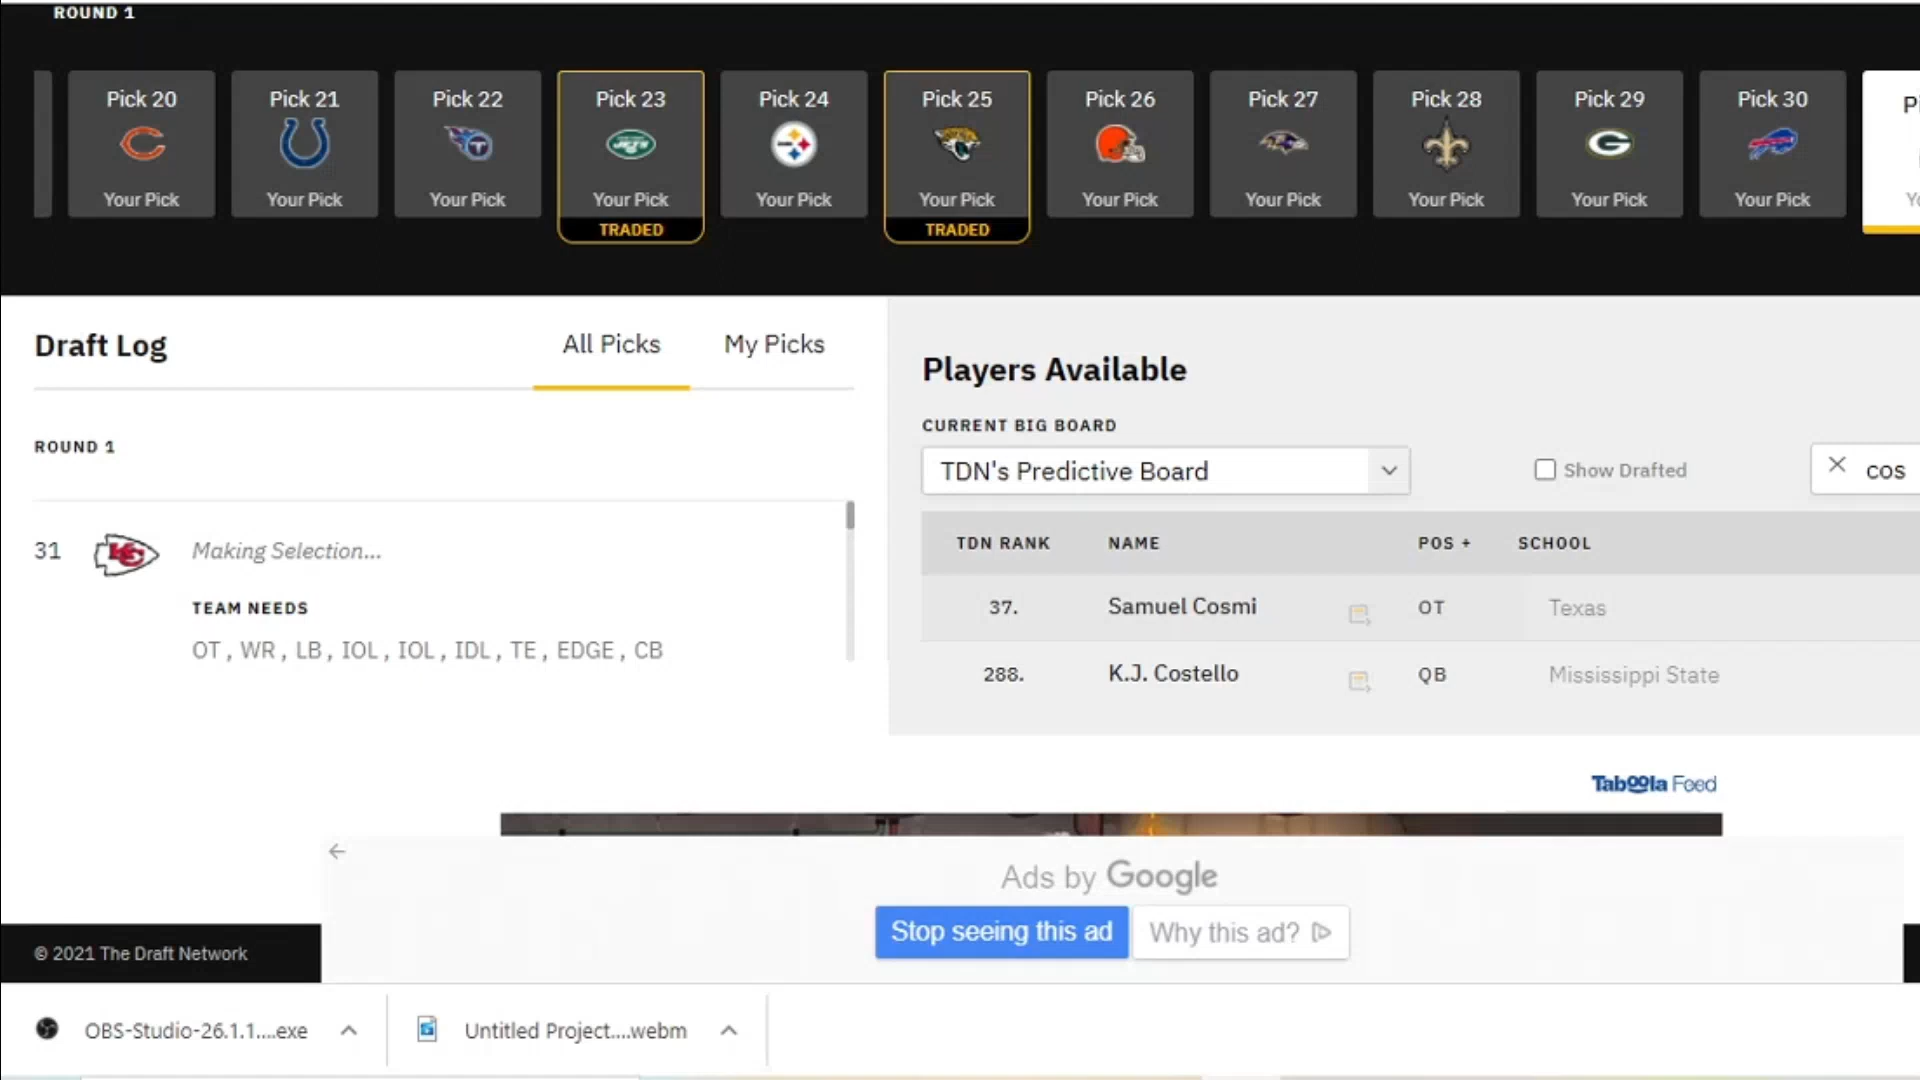 ROUND 1
Pick 20 Pick 21 Pick 22 Pick 23 Pick 24 Pick 25 Pick 26 Pick 27 Pick 28 Pick 29 Pick 30
JETS
Your Pick Your Pick Your Pick Your Pick Your Pick Your Pick Your Pick Your Pick Your Pick Your Pick Your Pick
TRADED TRADED
Draft Log All Picks My Picks
ROUND 1
31 KC Making Selection...
TEAM NEEDS
OT , WR , LB , IOL , IOL , IDL , TE , EDGE , CB
Players Available
CURRENT BIG BOARD
TDN's Predictive Board Show Drafted cos
TDN RANK NAME POS + SCHOOL
37. Samuel Cosmi OT Texas
288. K.J. Costello QB Mississippi State
Taboola Feed
Ads by Google
Stop seeing this ad Why this ad?
© 2021 The Draft Network
OBS-Studio-26.1.1....exe Untitled Project....webm